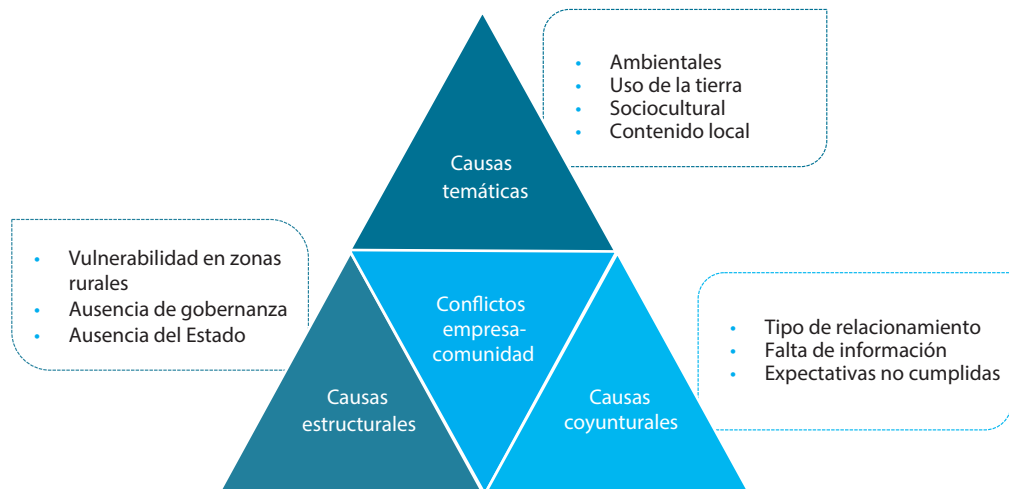 • Ambientales
• Uso de la tierra
• Sociocultural
• Contenido local
Causas
temáticas
• Vulnerabilidad en zonas
rurales
• Ausencia de gobernanza
• Ausencia del Estado
Conflictos
empresa-
comunidad
• Tipo de relacionamiento
• Falta de información
• Expectativas no cumplidas
Causas
estructurales
Causas
coyunturales